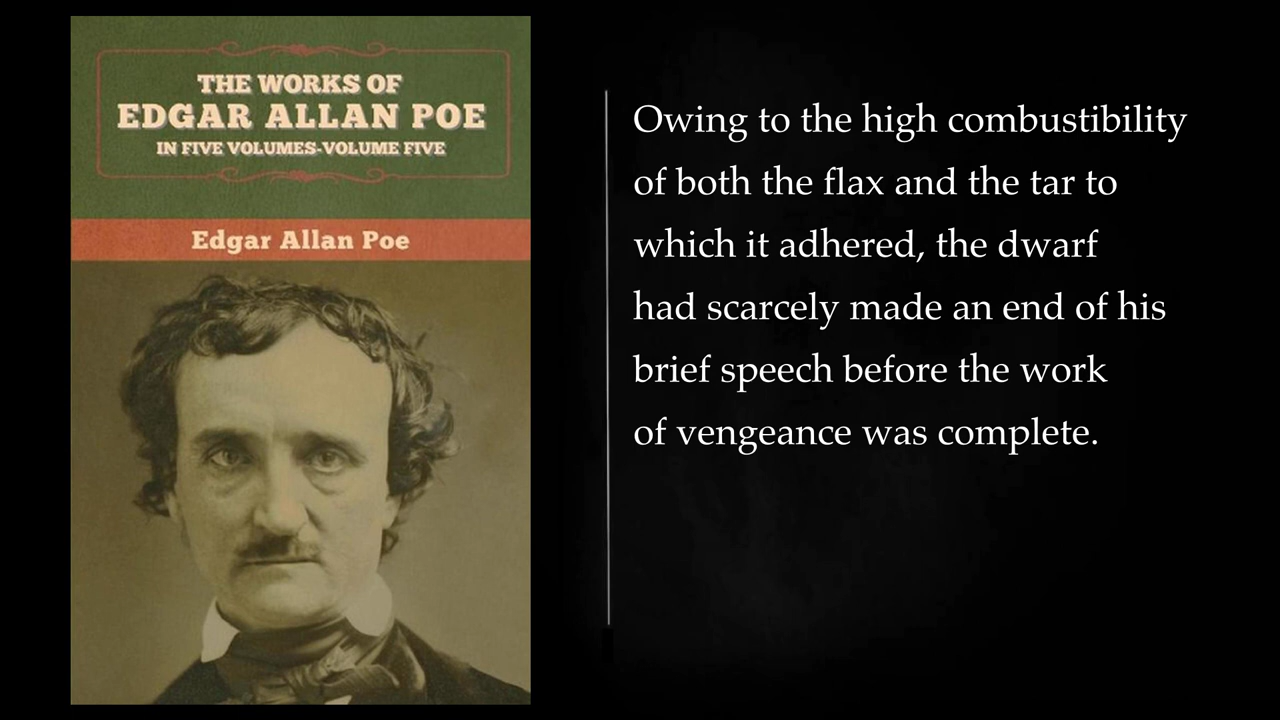 THE WORKS OF
EDGAR ALLAN POE
IN FIVE VOLUMES-VOLUME FIVE
Edgar Allan Poe
Owing to the high combustibility
of both the flax and the tar to
which it adhered, the dwarf
had scarcely made an end of his
brief speech before the work
of vengeance was complete.